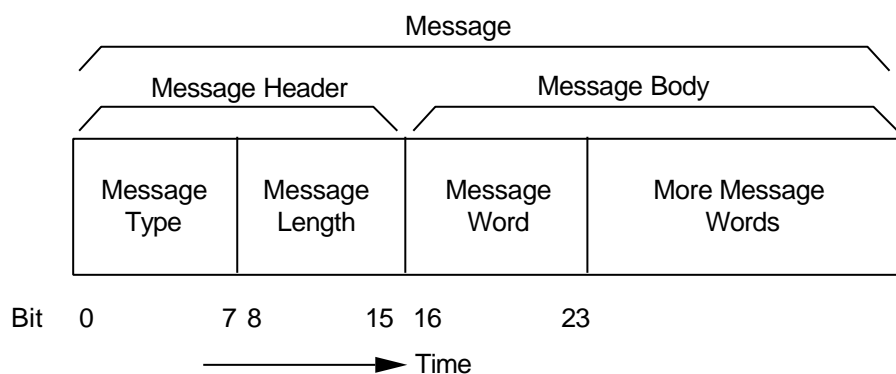 Message
Message Header
Message Body
Message
Type
Message
Length
Message
Word
More Message
Words
Bit 0 7 8 15 16 23
Time